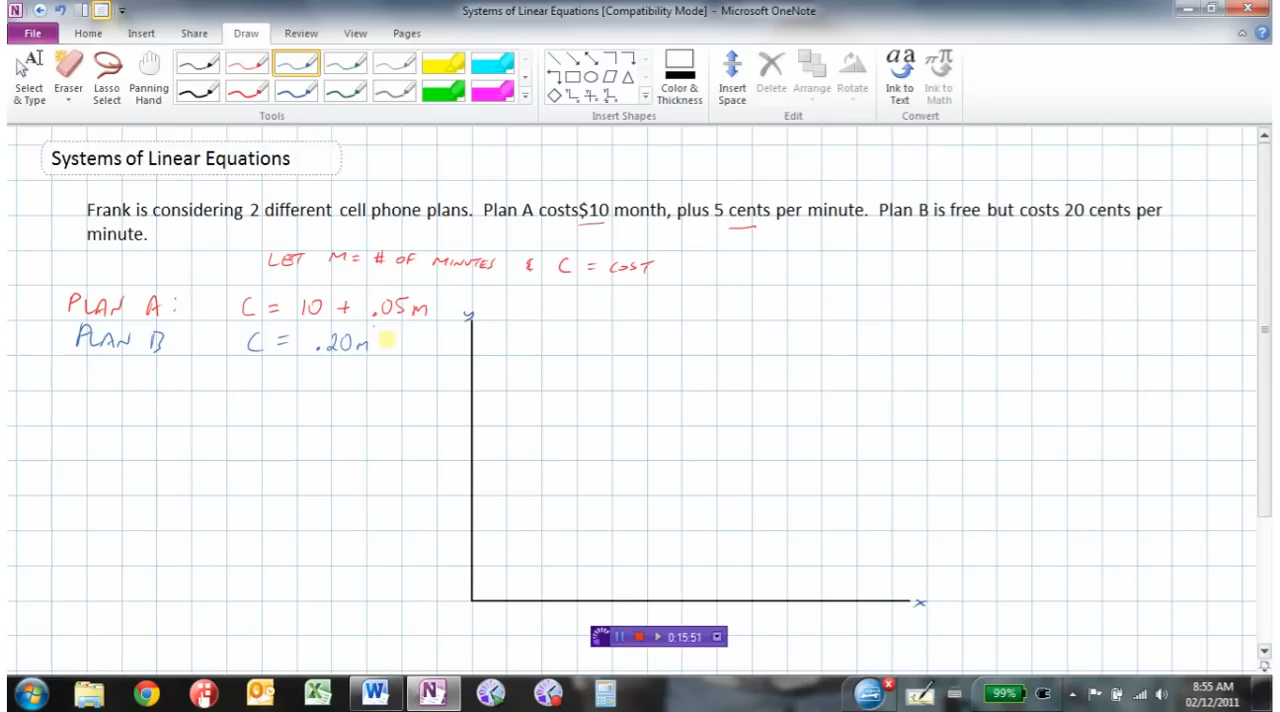 Systems of Linear Equations [Compatibility Mode] - Microsoft OneNote
File Home Insert Share Draw Review View Pages
Select & Type Eraser Lasso Select Panning Hand Color & Thickness Insert Space Delete Arrange Rotate Ink to Text Ink to Math
Tools Insert Shapes Edit Convert
Systems of Linear Equations
Frank is considering 2 different cell phone plans. Plan A costs$10 month, plus 5 cents per minute. Plan B is free but costs 20 cents per
minute.
LET M = # OF MINUTES & C = COST
PLAN A: C = 10 + .05m
PLAN B C = .20m
y
x
0:15:51
99% 8:55 AM
02/12/2011